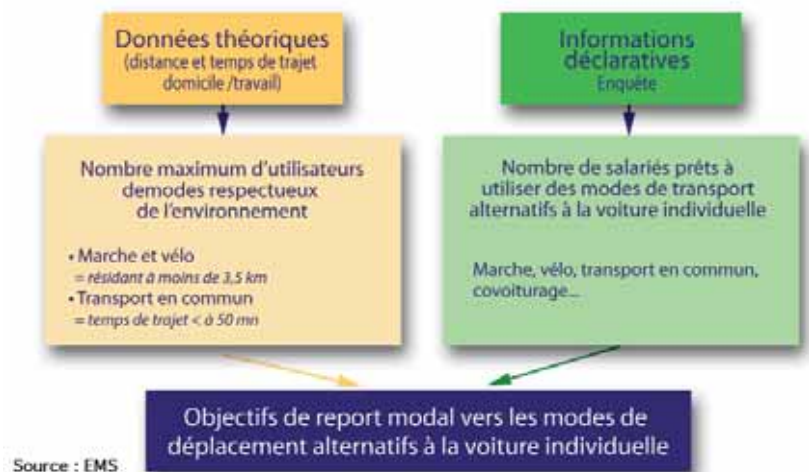 Données théoriques
(distance et temps de trajet
domicile /travail)
Nombre maximum d'utilisateurs
demodes respectueux
de l'environnement
• Marche et vélo
= résidant à moins de 3,5 km
• Transport en commun
= temps de trajet < à 50 mn
Informations
déclaratives
Enquête
Nombre de salariés prêts à
utiliser des modes de transport
alternatifs à la voiture individuelle
Marche, vélo, transport en commun,
covoiturage...
Objectifs de report modal vers les modes de
déplacement alternatifs à la voiture individuelle
Source : EMS